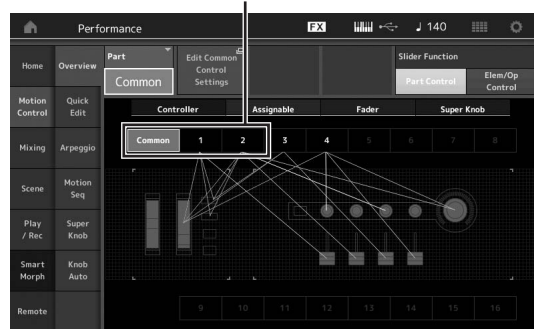 Performance
FX
♩ 140
Home
Overview
Part
Common
Edit Common
Control
Settings
Slider Function
Part Control
Elem/Op
Control
Motion
Control
Quick
Edit
Controller
Assignable
Fader
Super Knob
Common 1 2 3 4 5 6 7 8
Mixing
Arpeggio
Scene
Motion
Seq
Play
/ Rec
Super
Knob
Smart
Morph
Knob
Auto
Remote
9 10 11 12 13 14 15 16